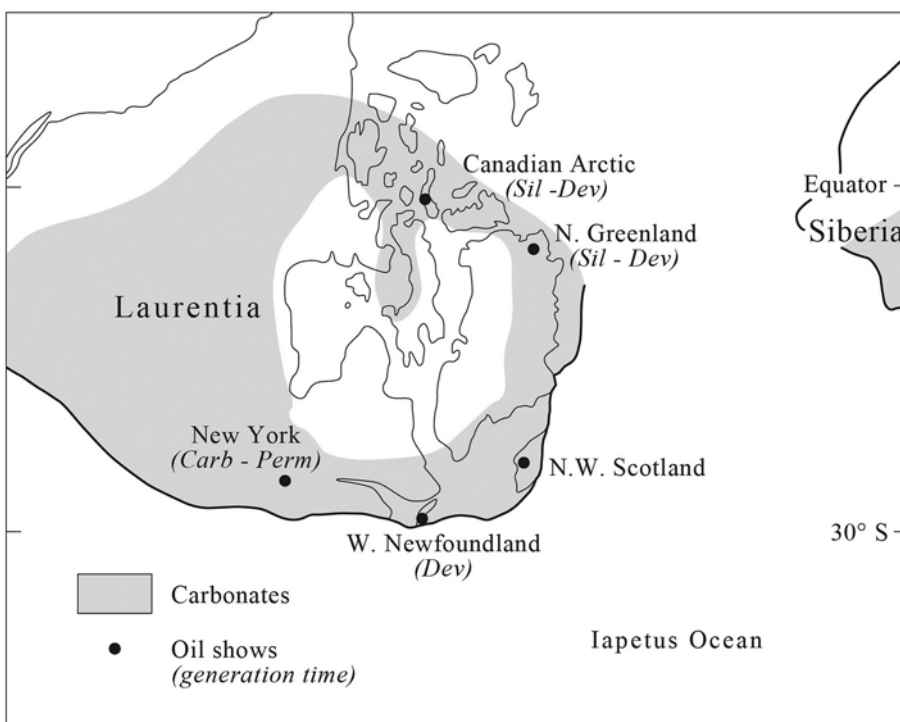 Canadian Arctic
(Sil -Dev)
Equator
N. Greenland
(Sil - Dev)
Siberia
Laurentia
New York
(Carb - Perm)
N.W. Scotland
W. Newfoundland
(Dev)
30° S
Carbonates
Oil shows
(generation time)
Iapetus Ocean